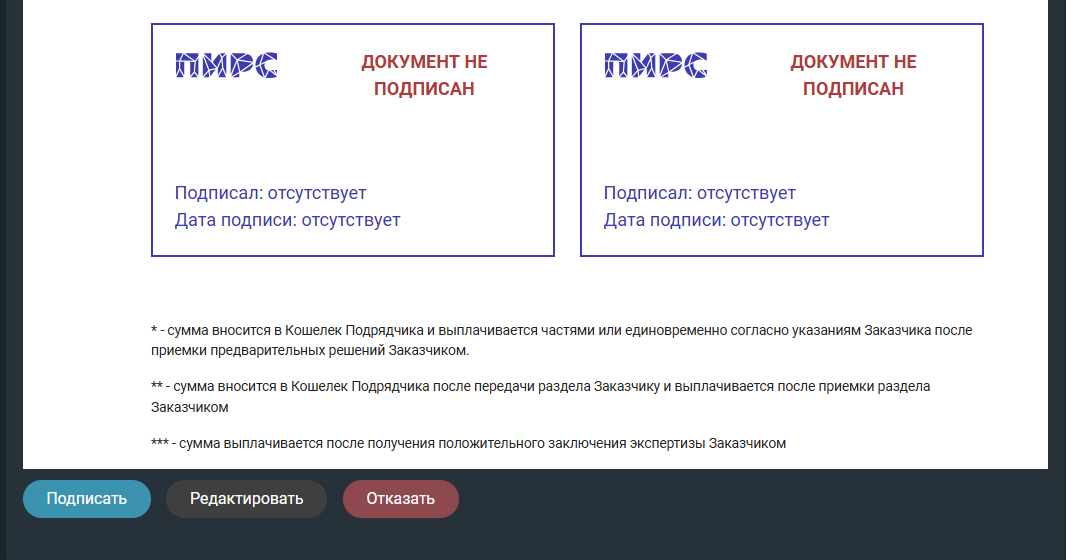 ПИРС
ДОКУМЕНТ НЕ
ПОДПИСАН
Подписал: отсутствует
Дата подписи: отсутствует
ПИРС
ДОКУМЕНТ НЕ
ПОДПИСАН
Подписал: отсутствует
Дата подписи: отсутствует
* - сумма вносится в Кошелек Подрядчика и выплачивается частями или единовременно согласно указаниям Заказчика после
приемки предварительных решений Заказчиком.
** - сумма вносится в Кошелек Подрядчика после передачи раздела Заказчику и выплачивается после приемки раздела
Заказчиком
*** - сумма выплачивается после получения положительного заключения экспертизы Заказчиком
Подписать
Редактировать
Отказать